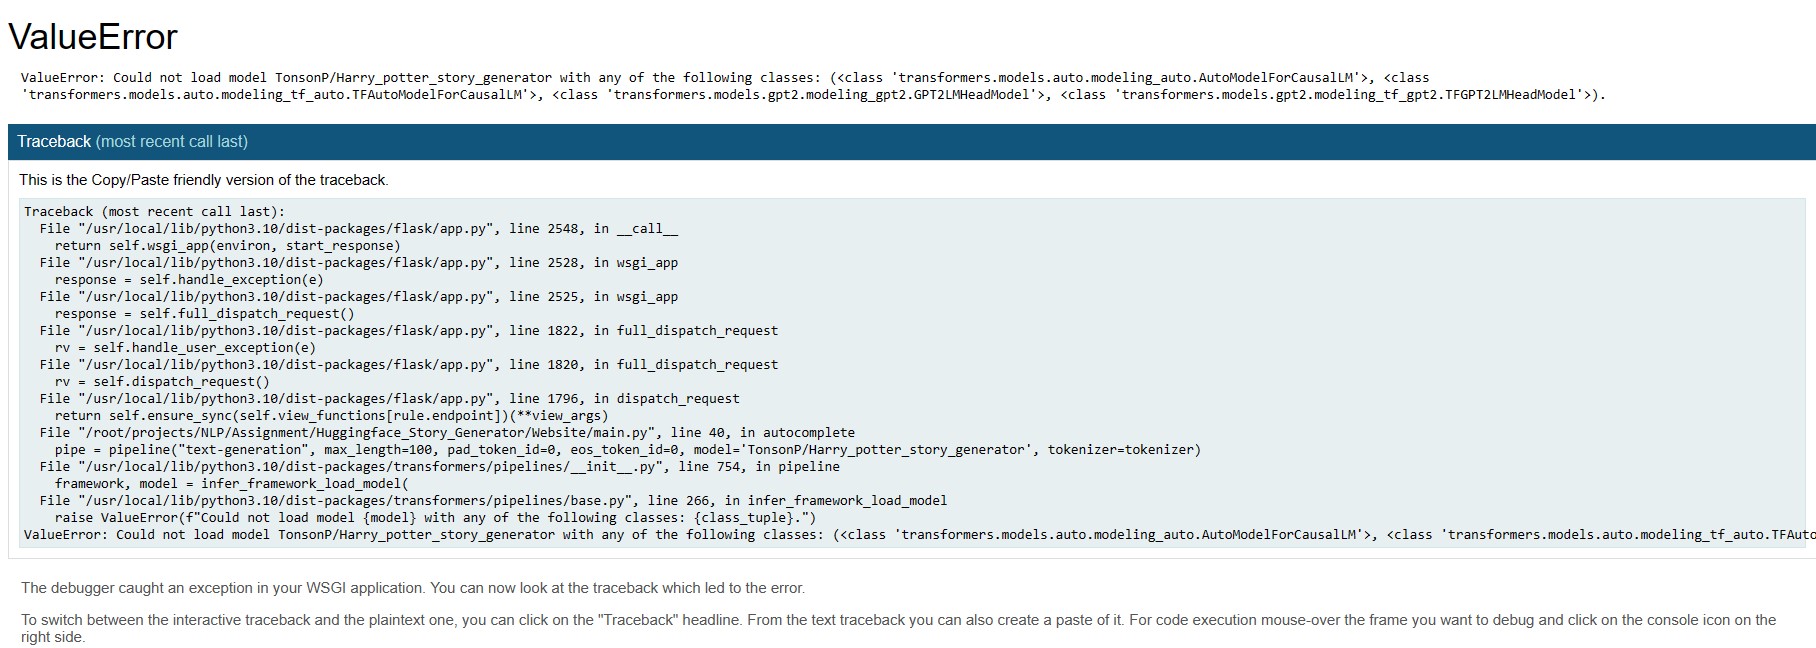 ValueError
ValueError: Could not load model TonsonP/Harry_potter_story_generator with any of the following classes: (<class 'transformers.models.auto.modeling_auto.AutoModelForCausalLM'>, <class
'transformers.models.auto.modeling_tf_auto.TFAutoModelForCausalLM'>, <class 'transformers.models.gpt2.modeling_gpt2.GPT2LMHeadModel'>, <class 'transformers.models.gpt2.modeling_tf_gpt2.TFGPT2LMHeadModel'>).
Traceback (most recent call last)
This is the Copy/Paste friendly version of the traceback.
Traceback (most recent call last):
  File "/usr/local/lib/python3.10/dist-packages/flask/app.py", line 2548, in __call__
    return self.wsgi_app(environ, start_response)
  File "/usr/local/lib/python3.10/dist-packages/flask/app.py", line 2528, in wsgi_app
    response = self.handle_exception(e)
  File "/usr/local/lib/python3.10/dist-packages/flask/app.py", line 2525, in wsgi_app
    response = self.full_dispatch_request()
  File "/usr/local/lib/python3.10/dist-packages/flask/app.py", line 1822, in full_dispatch_request
    rv = self.handle_user_exception(e)
  File "/usr/local/lib/python3.10/dist-packages/flask/app.py", line 1820, in full_dispatch_request
    rv = self.dispatch_request()
  File "/usr/local/lib/python3.10/dist-packages/flask/app.py", line 1796, in dispatch_request
    return self.ensure_sync(self.view_functions[rule.endpoint])(**view_args)
  File "/root/projects/NLP/Assignment/Huggingface_Story_Generator/Website/main.py", line 40, in autocomplete
    pipe = pipeline("text-generation", max_length=100, pad_token_id=0, eos_token_id=0, model='TonsonP/Harry_potter_story_generator', tokenizer=tokenizer)
  File "/usr/local/lib/python3.10/dist-packages/transformers/pipelines/__init__.py", line 754, in pipeline
    framework, model = infer_framework_load_model(
  File "/usr/local/lib/python3.10/dist-packages/transformers/pipelines/base.py", line 266, in infer_framework_load_model
    raise ValueError(f"Could not load model {model} with any of the following classes: {class_tuple}.")
ValueError: Could not load model TonsonP/Harry_potter_story_generator with any of the following classes: (<class 'transformers.models.auto.modeling_auto.AutoModelForCausalLM'>, <class 'transformers.models.auto.modeling_tf_auto.TFAuto
The debugger caught an exception in your WSGI application. You can now look at the traceback which led to the error.
To switch between the interactive traceback and the plaintext one, you can click on the "Traceback" headline. From the text traceback you can also create a paste of it. For code execution mouse-over the frame you want to debug and click on the console icon on the
right side.